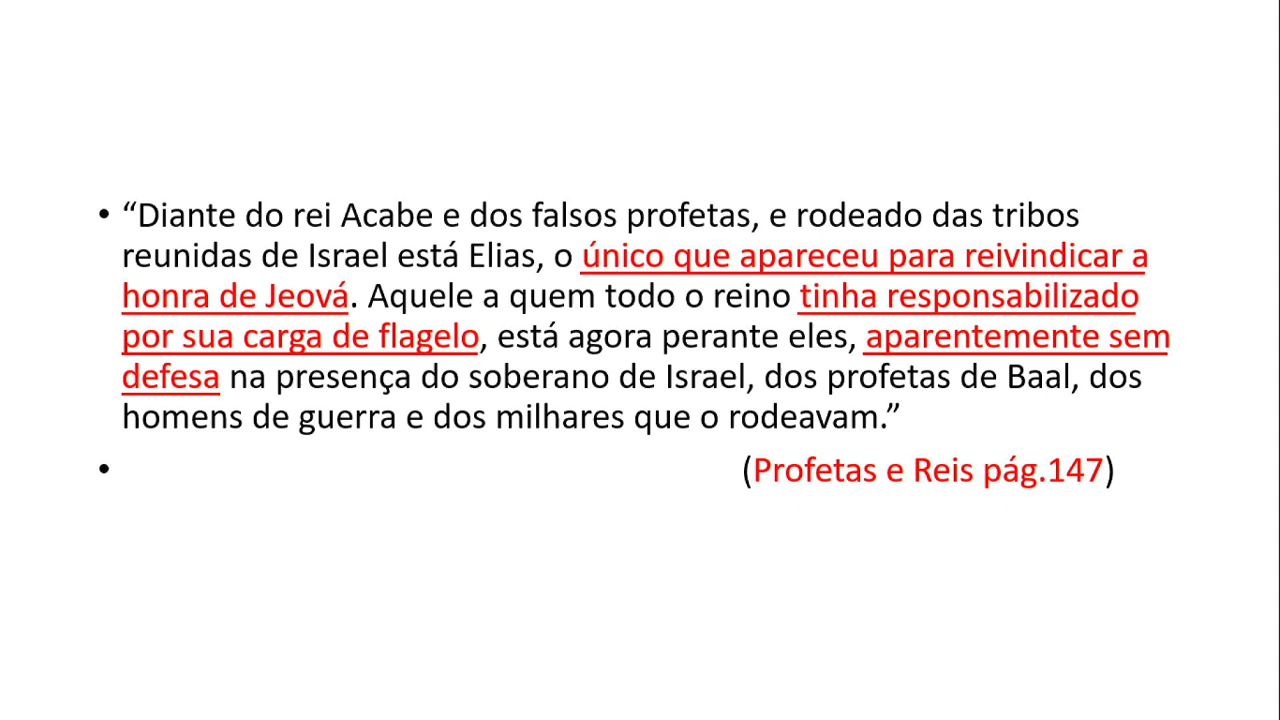 • “Diante do rei Acabe e dos falsos profetas, e rodeado das tribos
reunidas de Israel está Elias, o único que apareceu para reivindicar a
honra de Jeová. Aquele a quem todo o reino tinha responsabilizado
por sua carga de flagelo, está agora perante eles, aparentemente sem
defesa na presença do soberano de Israel, dos profetas de Baal, dos
homens de guerra e dos milhares que o rodeavam.”
• (Profetas e Reis pág.147)